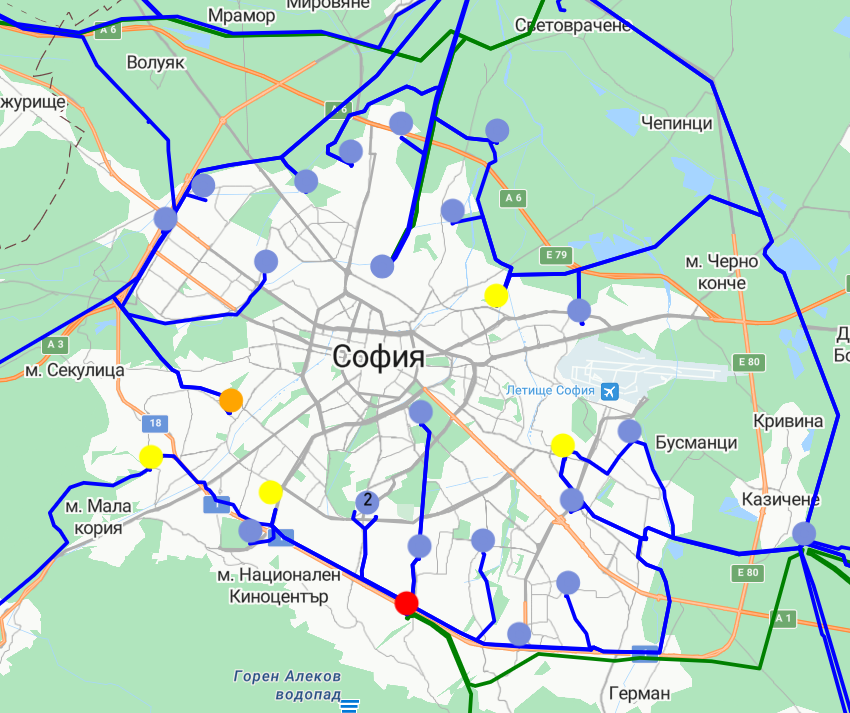 Мировяне
Мрамор
Световрачене
А 6
Волуяк
журище
А 6
Чепинци
А 6
Е 79
м. Черно
конче
А 3
София
Е 80
м. Секулица
Летище София
18
Кривина
Бусманци
2
Казичене
м. Мала
кория
1
м. Национален
Киноцентър
Е 80
А 1
Горен Алеков
водопад
Герман